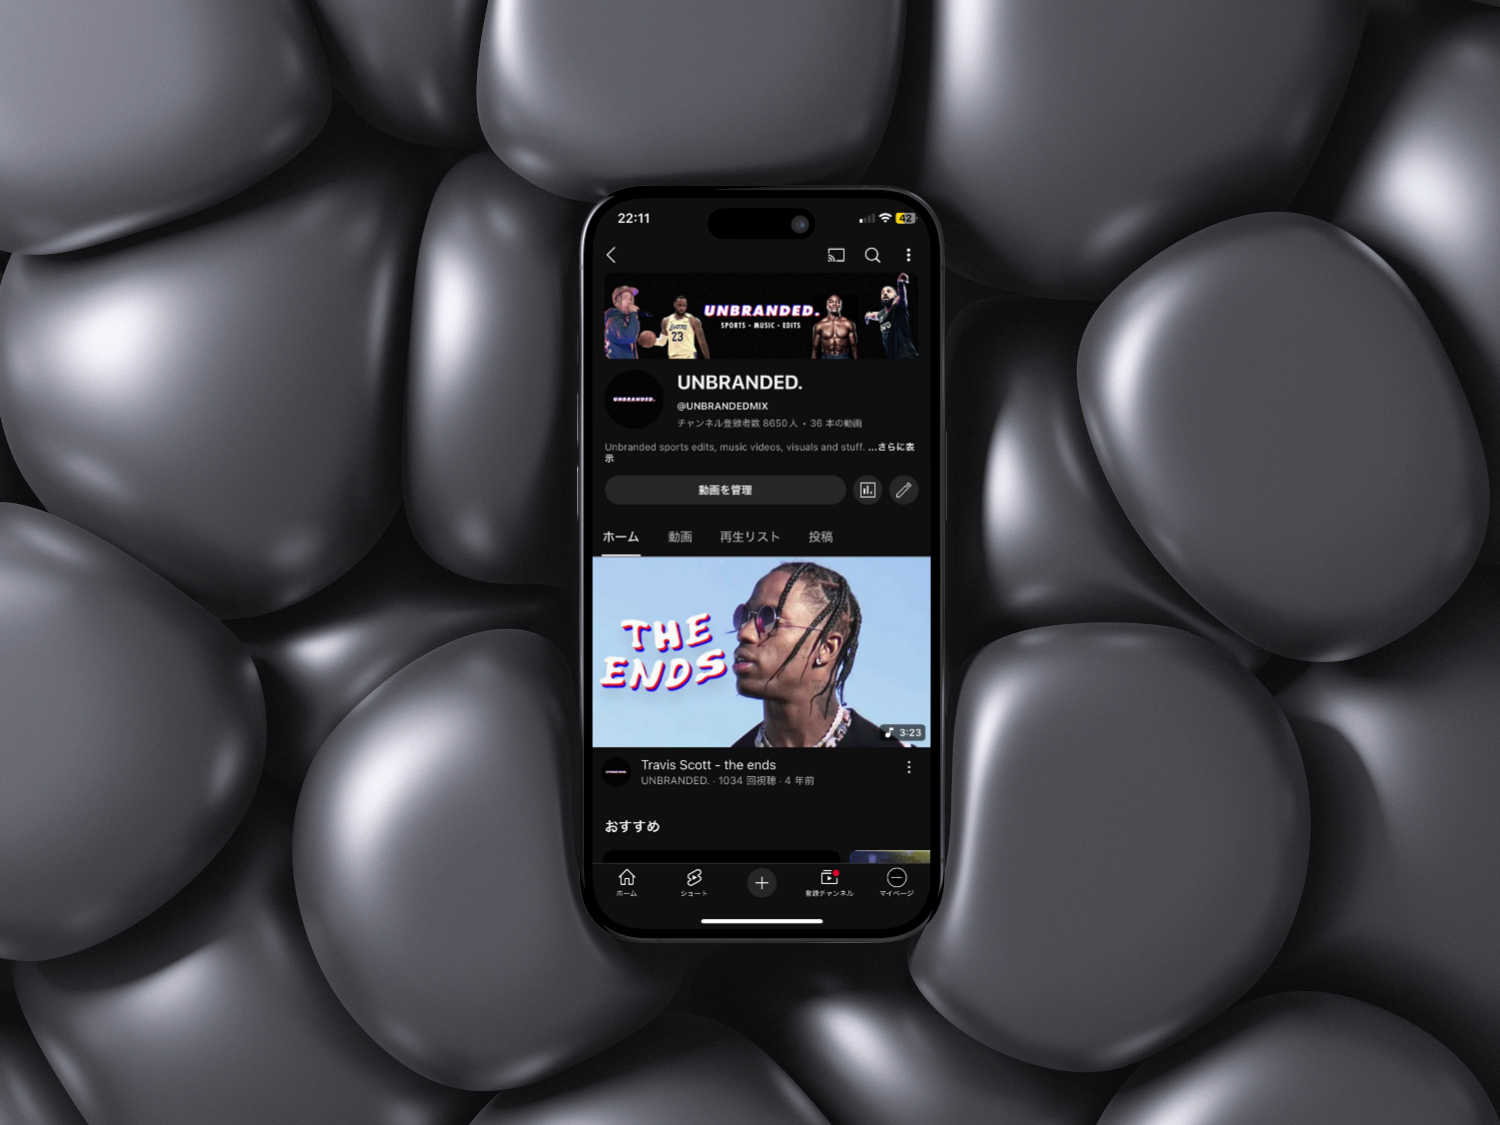 22:11
42
UNBRANDED.
SPORTS - MUSIC - EDITS
23
UNBRANDED.
UNBRANDED.
@UNBRANDEDMIX
チャンネル登録者数 8650人 • 36 本の動画
Unbranded sports edits, music videos, visuals and stuff. ...さらに表
示
動画を管理
ホーム 動画 再生リスト 投稿
THE
ENDS
3:23
Travis Scott - the ends
UNBRANDED. · 1034 回視聴 · 4 年前
おすすめ
ホーム ショート 登録チャンネル マイページ